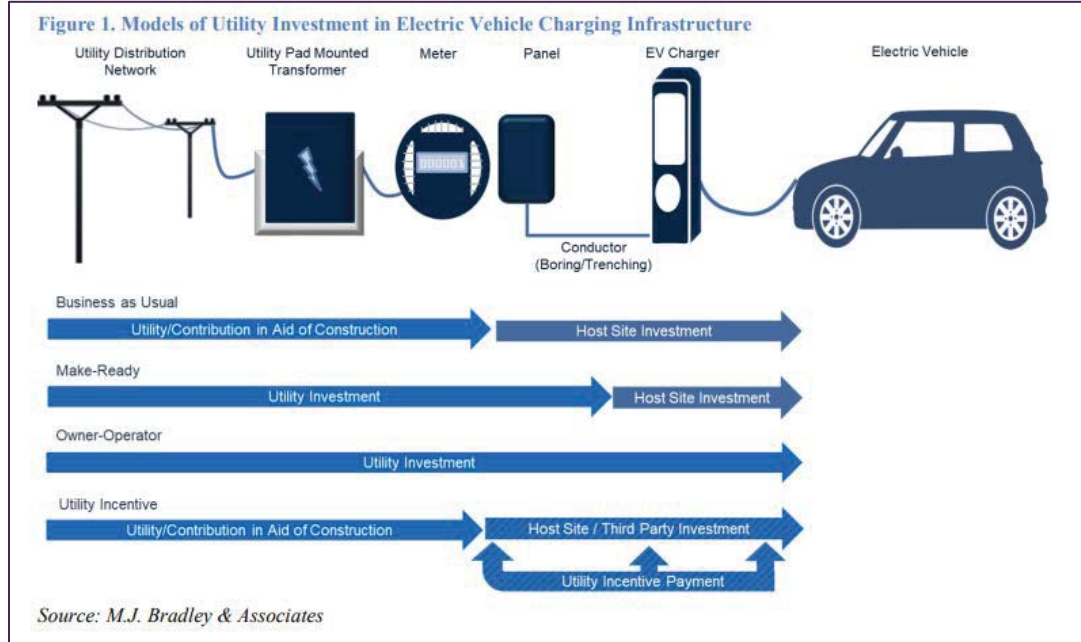 Figure 1. Models of Utility Investment in Electric Vehicle Charging Infrastructure
Utility Distribution
Network
Utility Pad Mounted
Transformer
Meter
Panel
EV Charger
Electric Vehicle
Conductor
(Boring/Trenching)
Business as Usual
Utility/Contribution in Aid of Construction
Host Site Investment
Make-Ready
Utility Investment
Host Site Investment
Owner-Operator
Utility Investment
Utility Incentive
Utility/Contribution in Aid of Construction
Host Site / Third Party Investment
Utility Incentive Payment
Source: M.J. Bradley & Associates